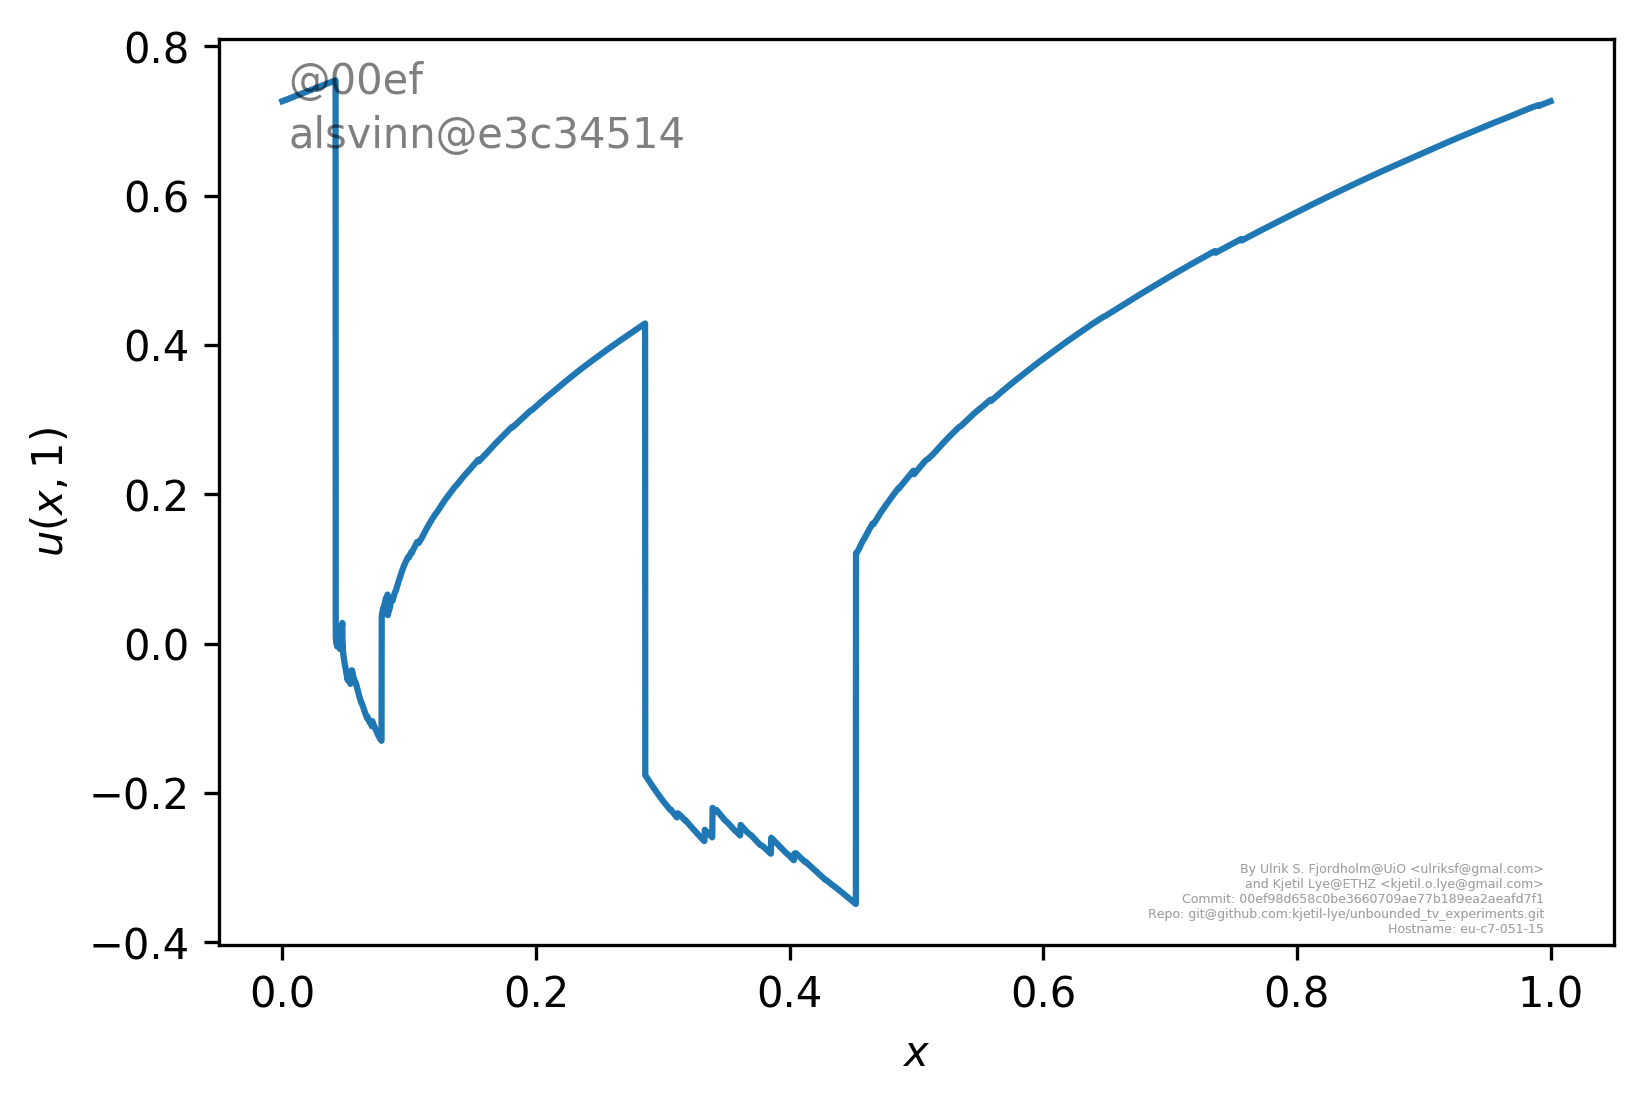 @00ef
alsvinn@e3c34514
0.8
0.6
0.4
0.2
0.0
−0.2
−0.4
u(x, 1)
0.0 0.2 0.4 0.6 0.8 1.0
x
By Ulrik S. Fjordholm@UiO <ulriksf@gmal.com>
and Kjetil Lye@ETHZ <kjetil.o.lye@gmail.com>
Commit: 00ef98d658c0be3660709ae77b189ea2aeafd7f1
Repo: git@github.com:kjetil-lye/unbounded_tv_experiments.git
Hostname: eu-c7-051-15